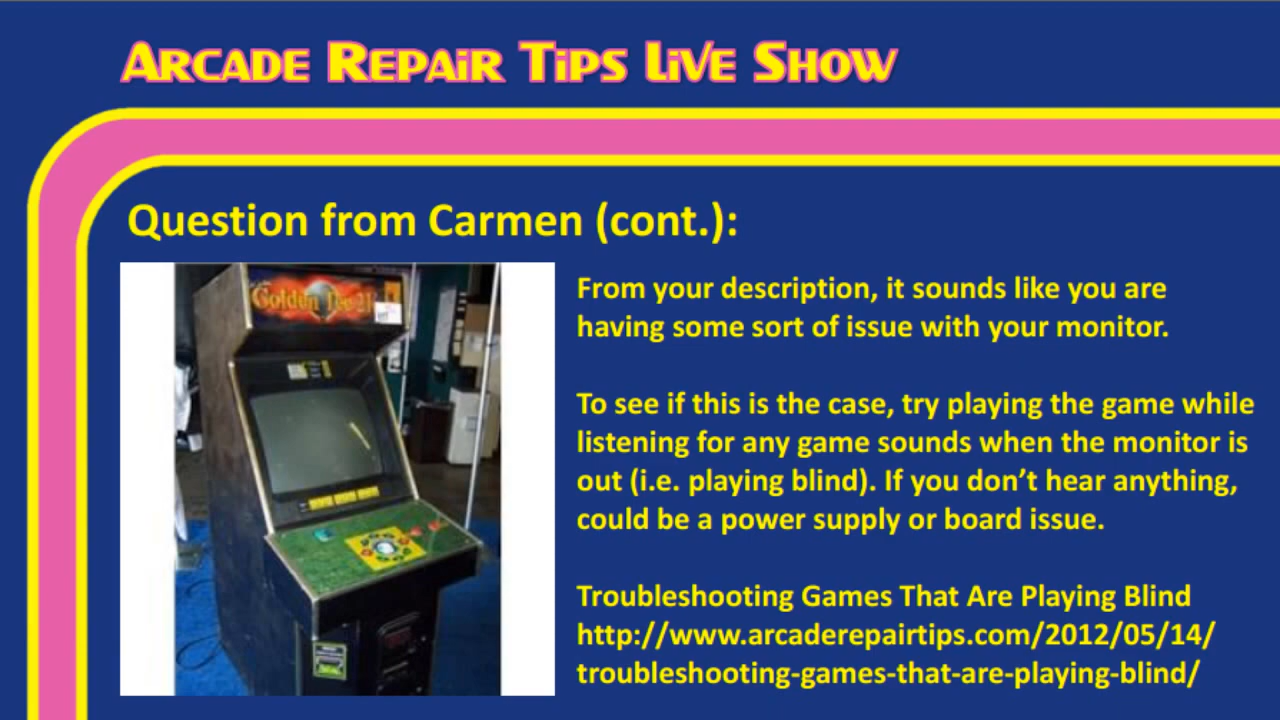 Arcade Repair Tips Live Show
Question from Carmen (cont.):
Golden Tee 2K
From your description, it sounds like you are
having some sort of issue with your monitor.
To see if this is the case, try playing the game while
listening for any game sounds when the monitor is
out (i.e. playing blind). If you don’t hear anything,
could be a power supply or board issue.
Troubleshooting Games That Are Playing Blind
http://www.arcaderepairtips.com/2012/05/14/
troubleshooting-games-that-are-playing-blind/